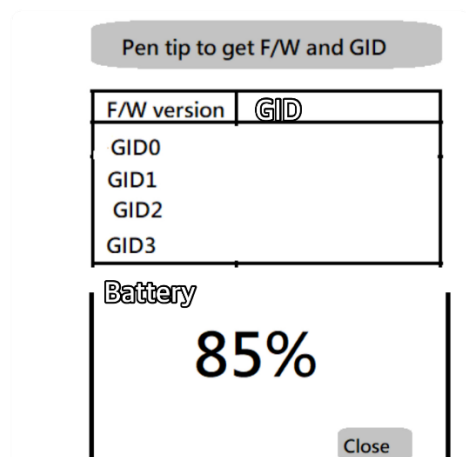 Pen tip to get F/W and GID
F/W version GID
GID0
GID1
GID2
GID3
Battery
85%
Close